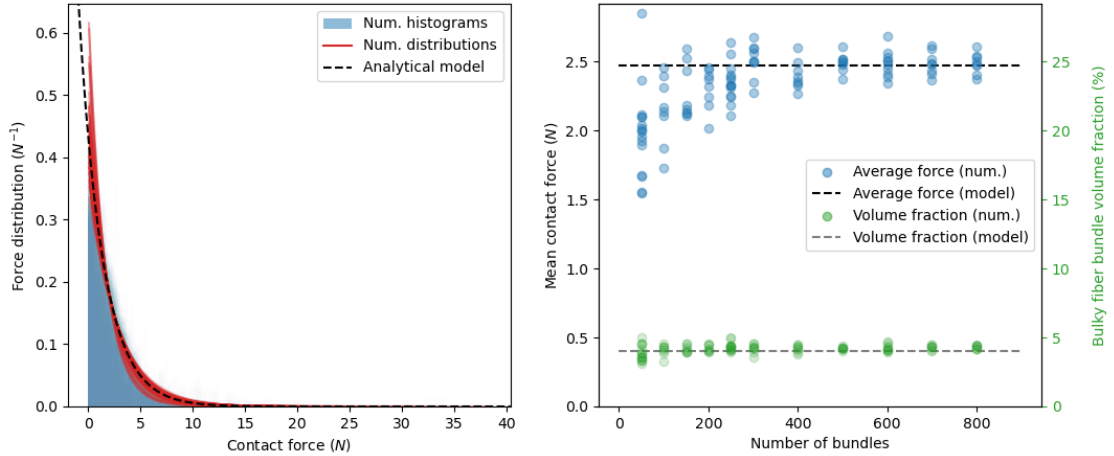 Force distribution (N⁻¹)
0.6
0.5
0.4
0.3
0.2
0.1
0.0
0
5
10
15
20
25
30
35
40
Contact force (N)
Num. histograms
Num. distributions
Analytical model
Mean contact force (N)
2.5
2.0
1.5
1.0
0.5
0.0
0
200
400
600
800
Number of bundles
Average force (num.)
Average force (model)
Volume fraction (num.)
Volume fraction (model)
25
20
15
10
5
0
Bulky fiber bundle volume fraction (%)